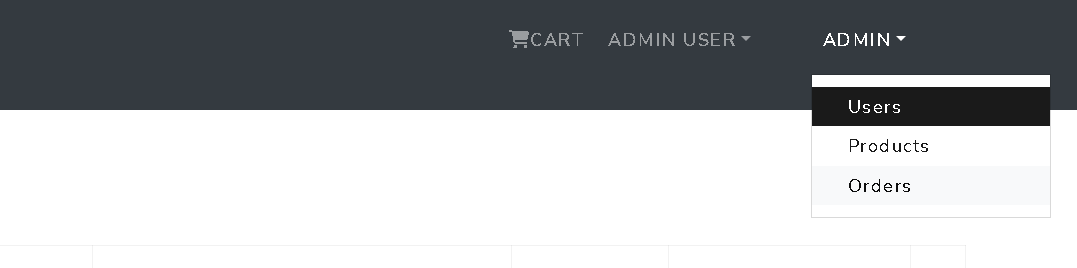 CART ADMIN USER ADMIN
Users
Products
Orders